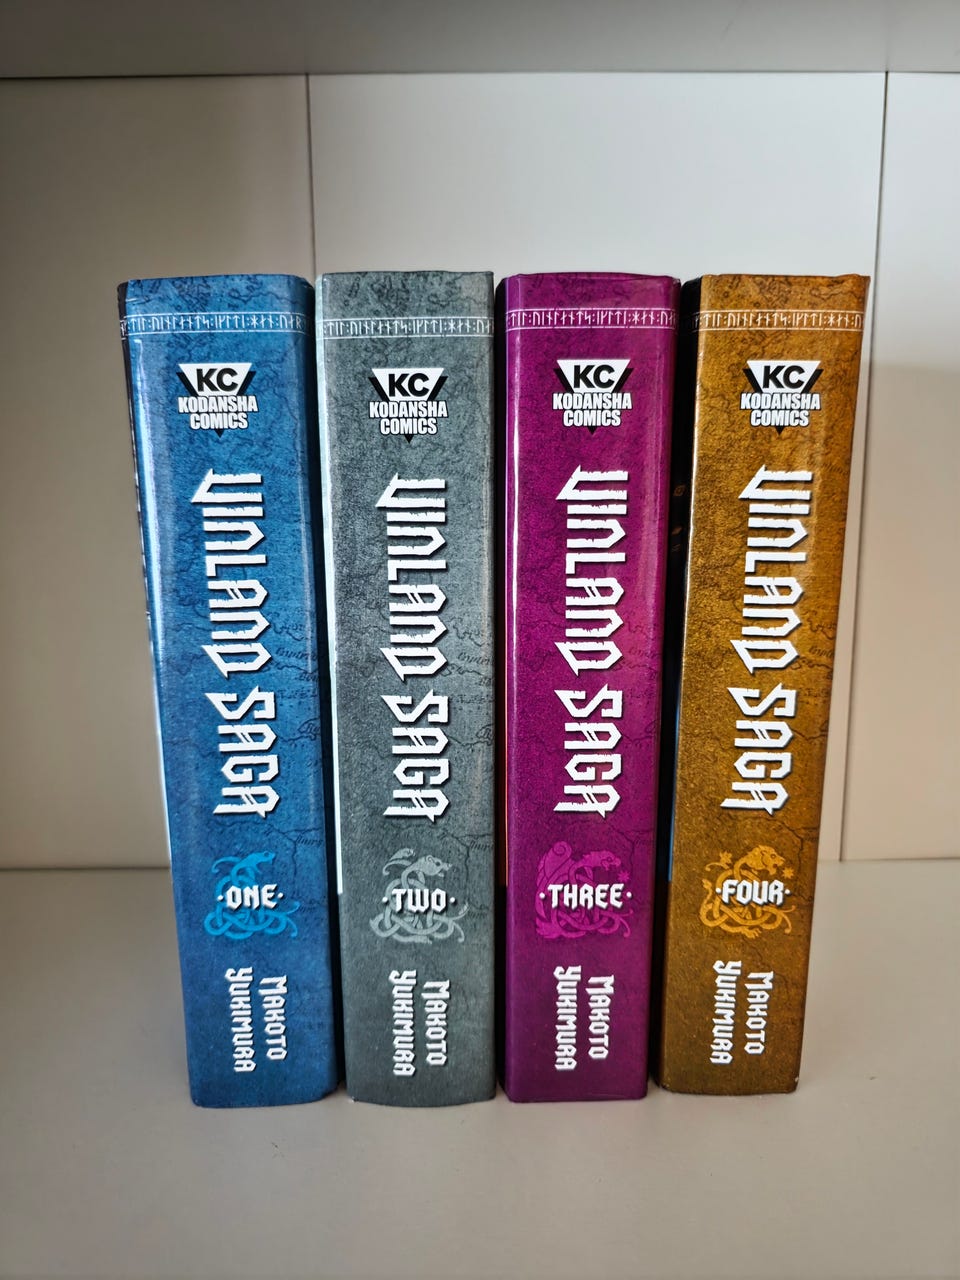 KC
KODANSHA
COMICS
VINLAND SAGA
·ONE·
MAKOTO
YUKIMURA
KC
KODANSHA
COMICS
VINLAND SAGA
·TWO·
MAKOTO
YUKIMURA
KC
KODANSHA
COMICS
VINLAND SAGA
·THREE·
MAKOTO
YUKIMURA
KC
KODANSHA
COMICS
VINLAND SAGA
·FOUR·
MAKOTO
YUKIMURA